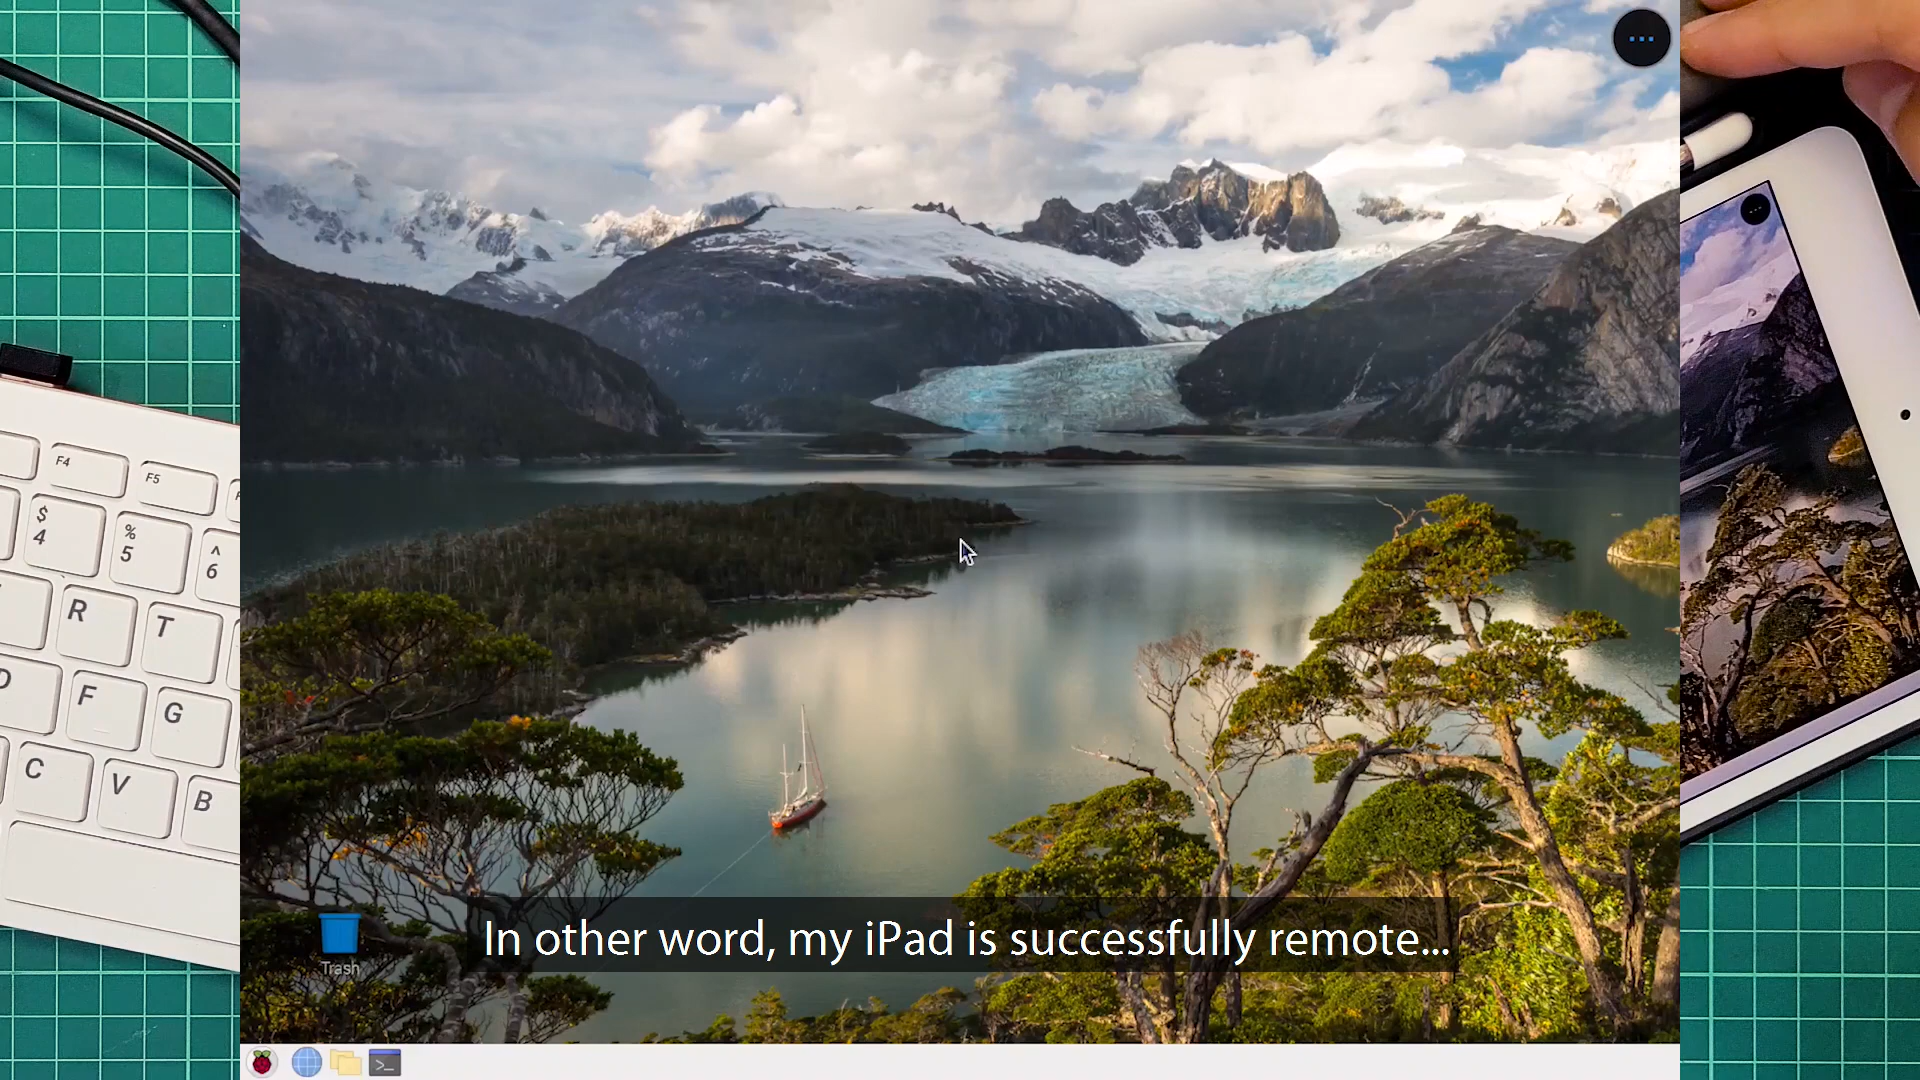 F4
F5
$
4
%
5
^
6
R
T
D
F
G
C
V
B
In other word, my iPad is successfully remote...
Trash
>_